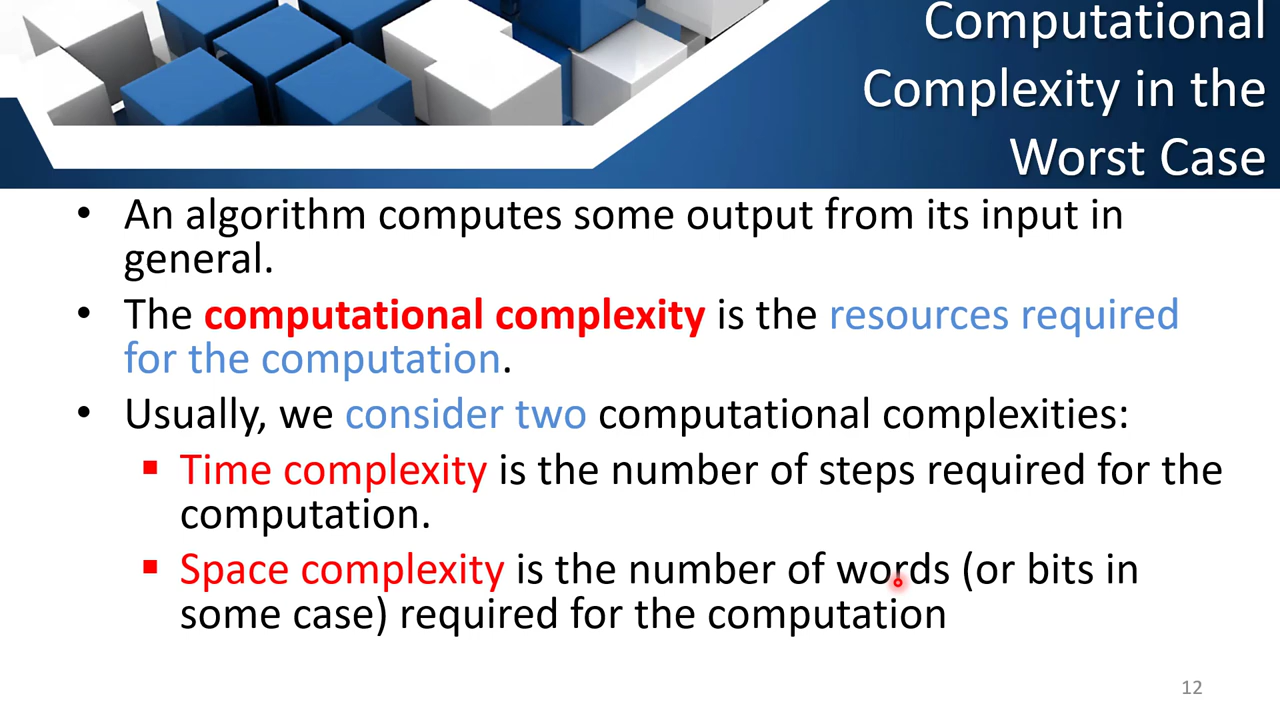 Computational
Complexity in the
Worst Case
• An algorithm computes some output from its input in
general.
• The computational complexity is the resources required
for the computation.
• Usually, we consider two computational complexities:
▪ Time complexity is the number of steps required for the
computation.
▪ Space complexity is the number of words (or bits in
some case) required for the computation
12